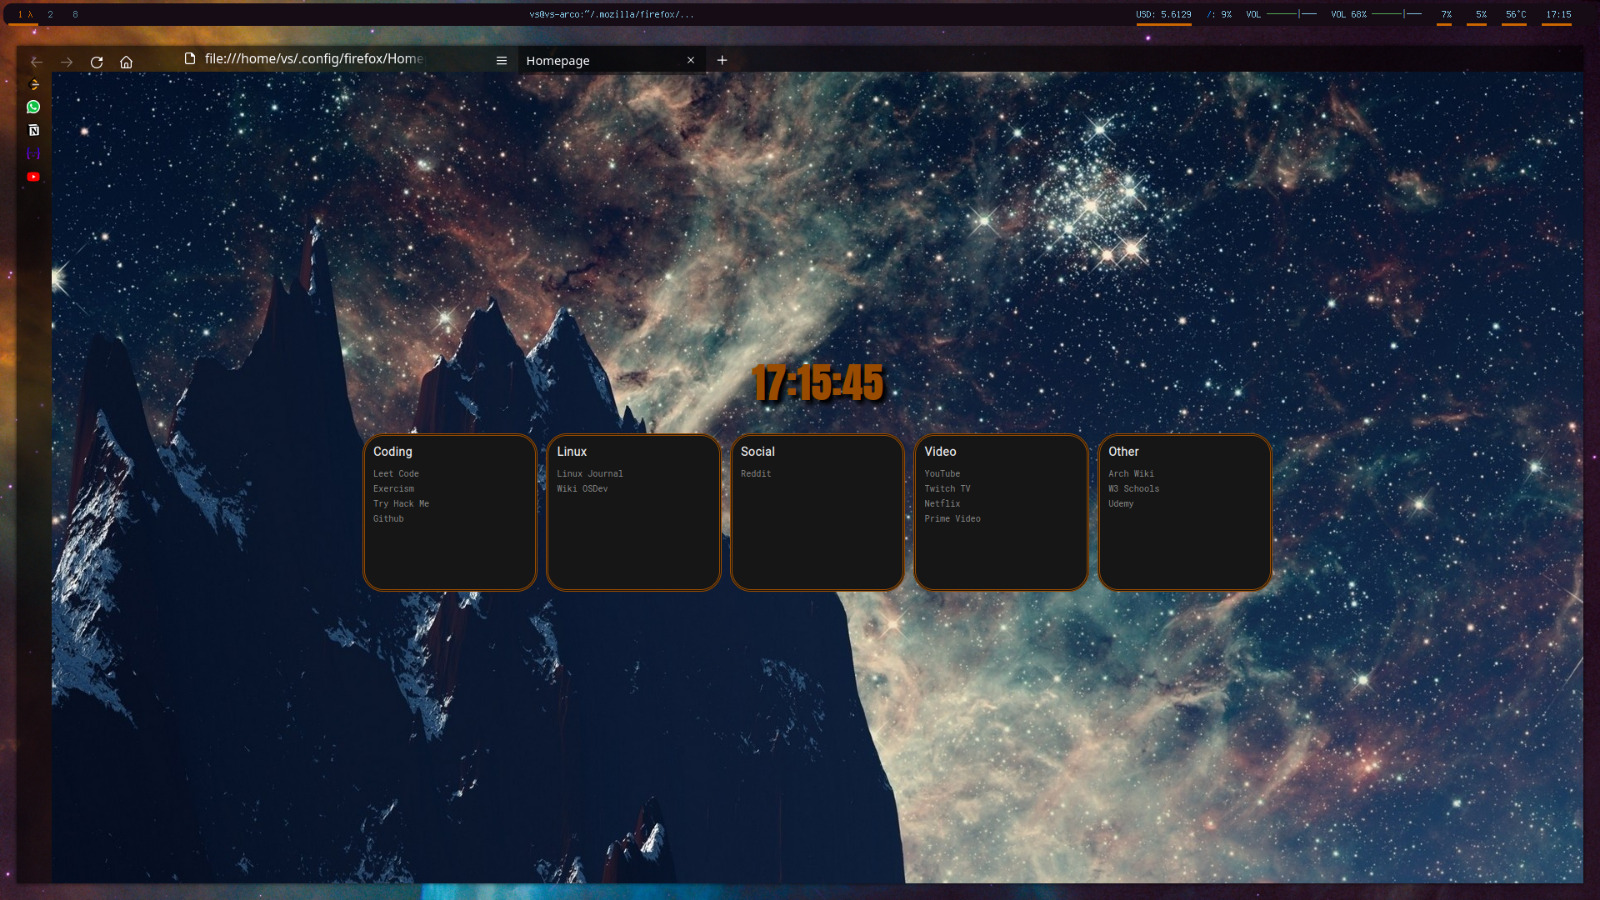 1 λ 2 8 vs@vs-arco:~/.mozilla/firefox/... USD: 5.6129 /: 9% VOL VOL 68% 7% 5% 56°C 17:15
file:///home/vs/.config/firefox/Home Homepage
17:15:45
Coding
Leet Code
Exercism
Try Hack Me
Github
Linux
Linux Journal
Wiki OSDev
Social
Reddit
Video
YouTube
Twitch TV
Netflix
Prime Video
Other
Arch Wiki
W3 Schools
Udemy